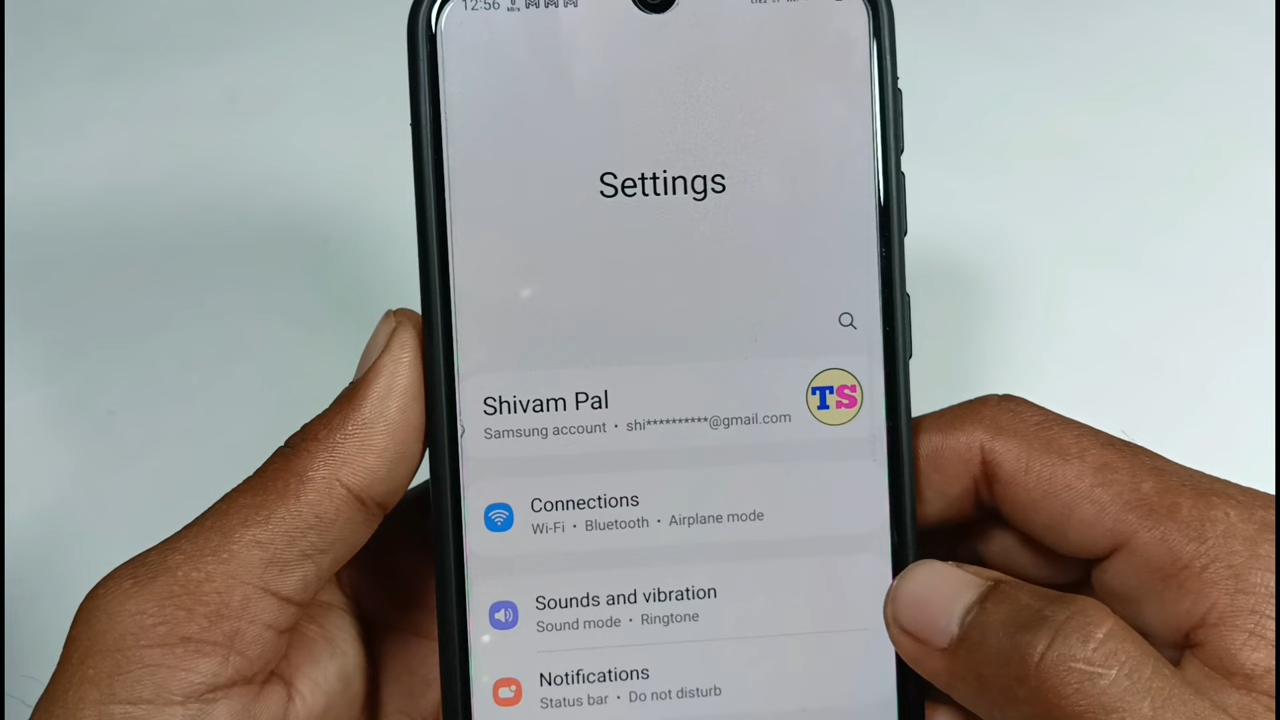 12:56
Settings
Shivam Pal
TS
Samsung account • shi**********@gmail.com
Connections
Wi-Fi • Bluetooth • Airplane mode
Sounds and vibration
Sound mode • Ringtone
Notifications
Status bar • Do not disturb